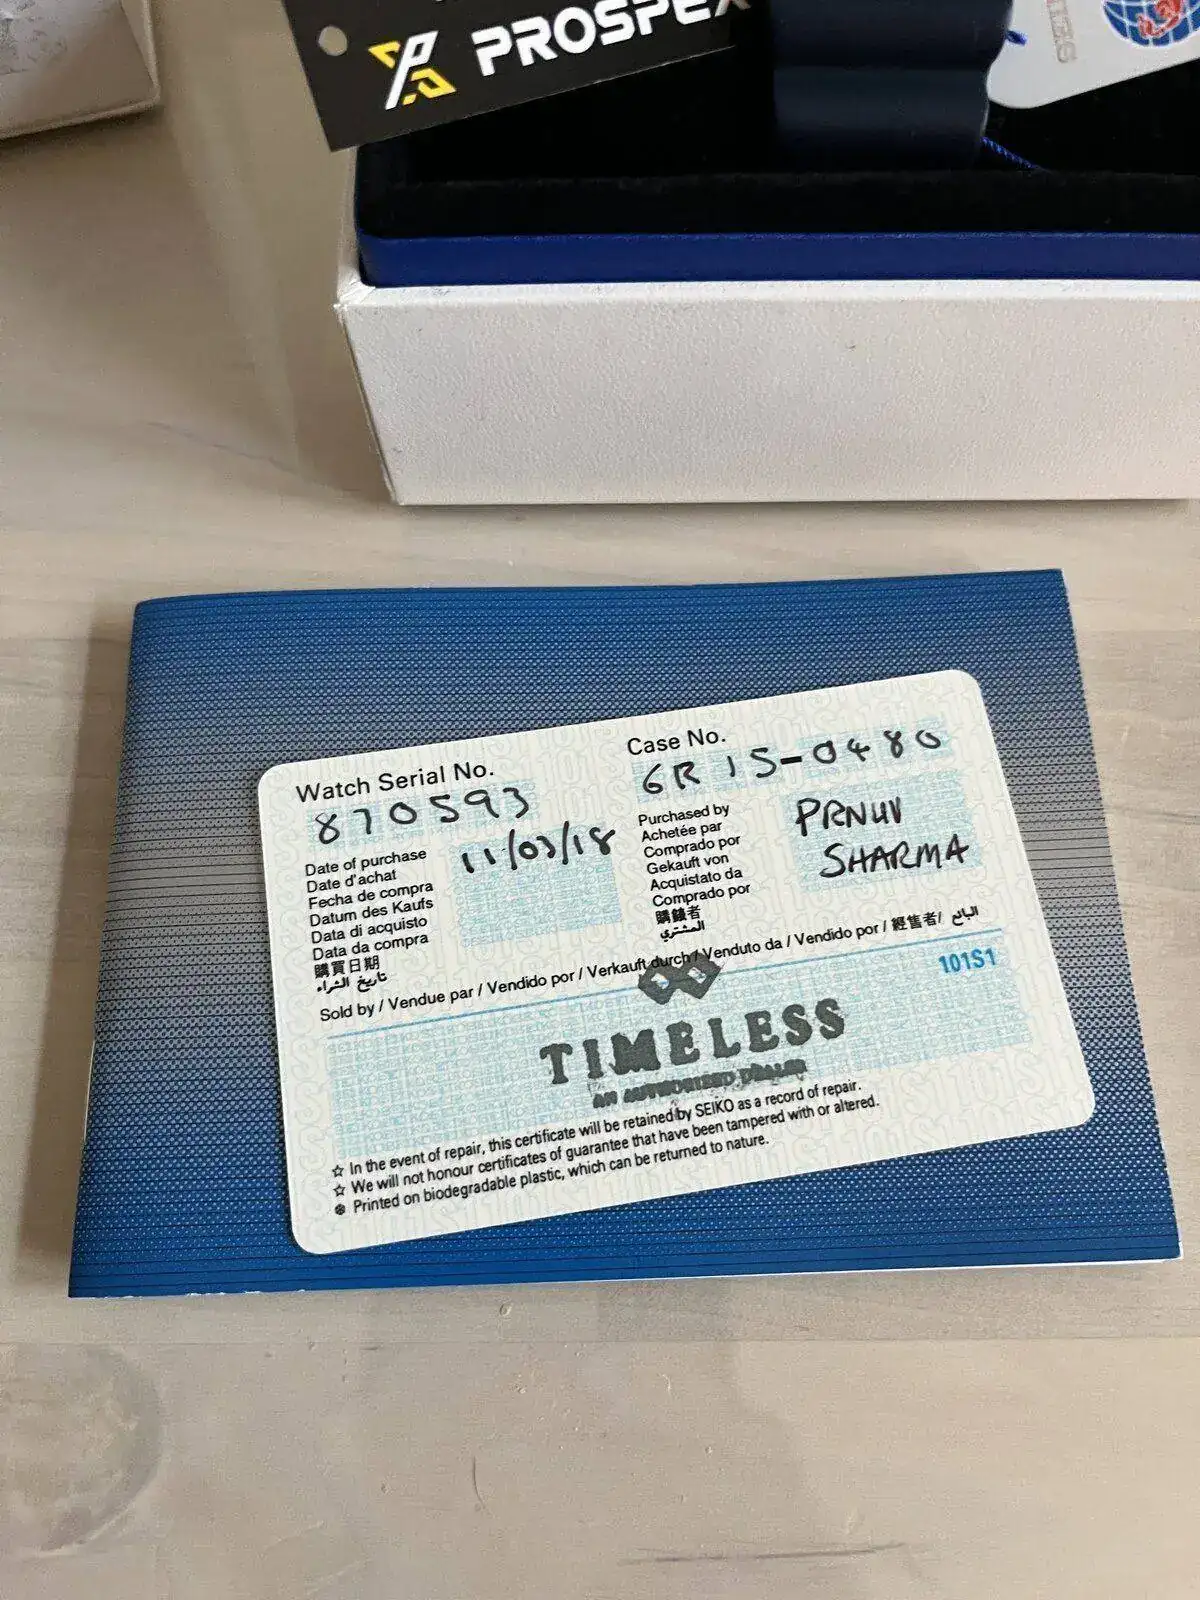 PROSPEX
IES
Watch Serial No.
870593
Case No.
6R15-0480
Date of purchase
Date d'achat
Fecha de compra
Datum des Kaufs
Data di acquisto
Data da compra
購買日期
تاريخ الشراء
11/03/18
Purchased by
Achetée par
Comprado por
Gekauft von
Acquistato da
Comprado por
購鐘者
المشتري
PRNUV
SHARMA
Sold by / Vendue par / Vendido por / Verkauft durch / Venduto da / Vendido por / 經售者/ البائع
101S1
TIMELESS
AN AUTHORISED DEALER
☆ In the event of repair, this certificate will be retained by SEIKO as a record of repair.
☆ We will not honour certificates of guarantee that have been tampered with or altered.
Printed on biodegradable plastic, which can be returned to nature.